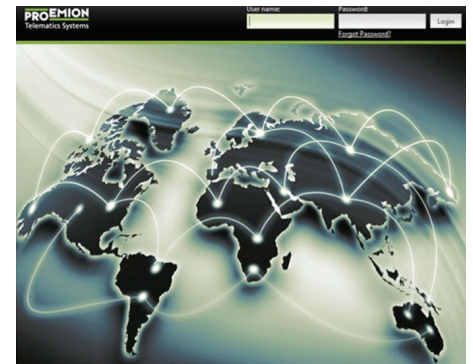 PROEMION
Telematics Systems
User name:
Password:
Login
Forgot Password?